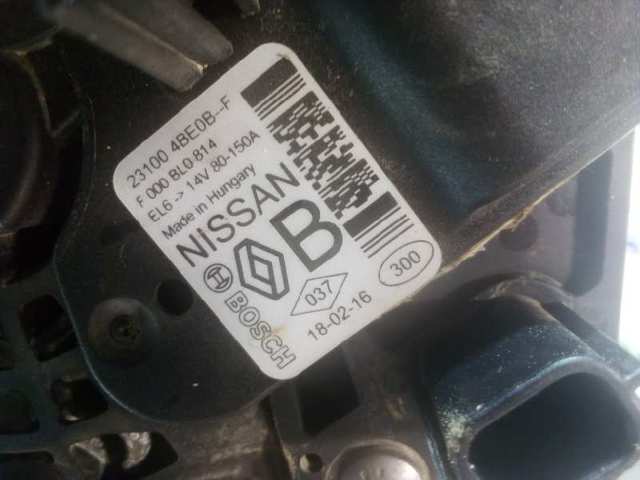 23100 4BE0B--F
F 000 BL0 814
EL6 -> 14V 80-150A
Made in Hungary
NISSAN
B
BOSCH
037
300
18-02-16